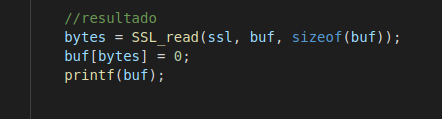 //resultado
bytes = SSL_read(ssl, buf, sizeof(buf));
buf[bytes] = 0;
printf(buf);